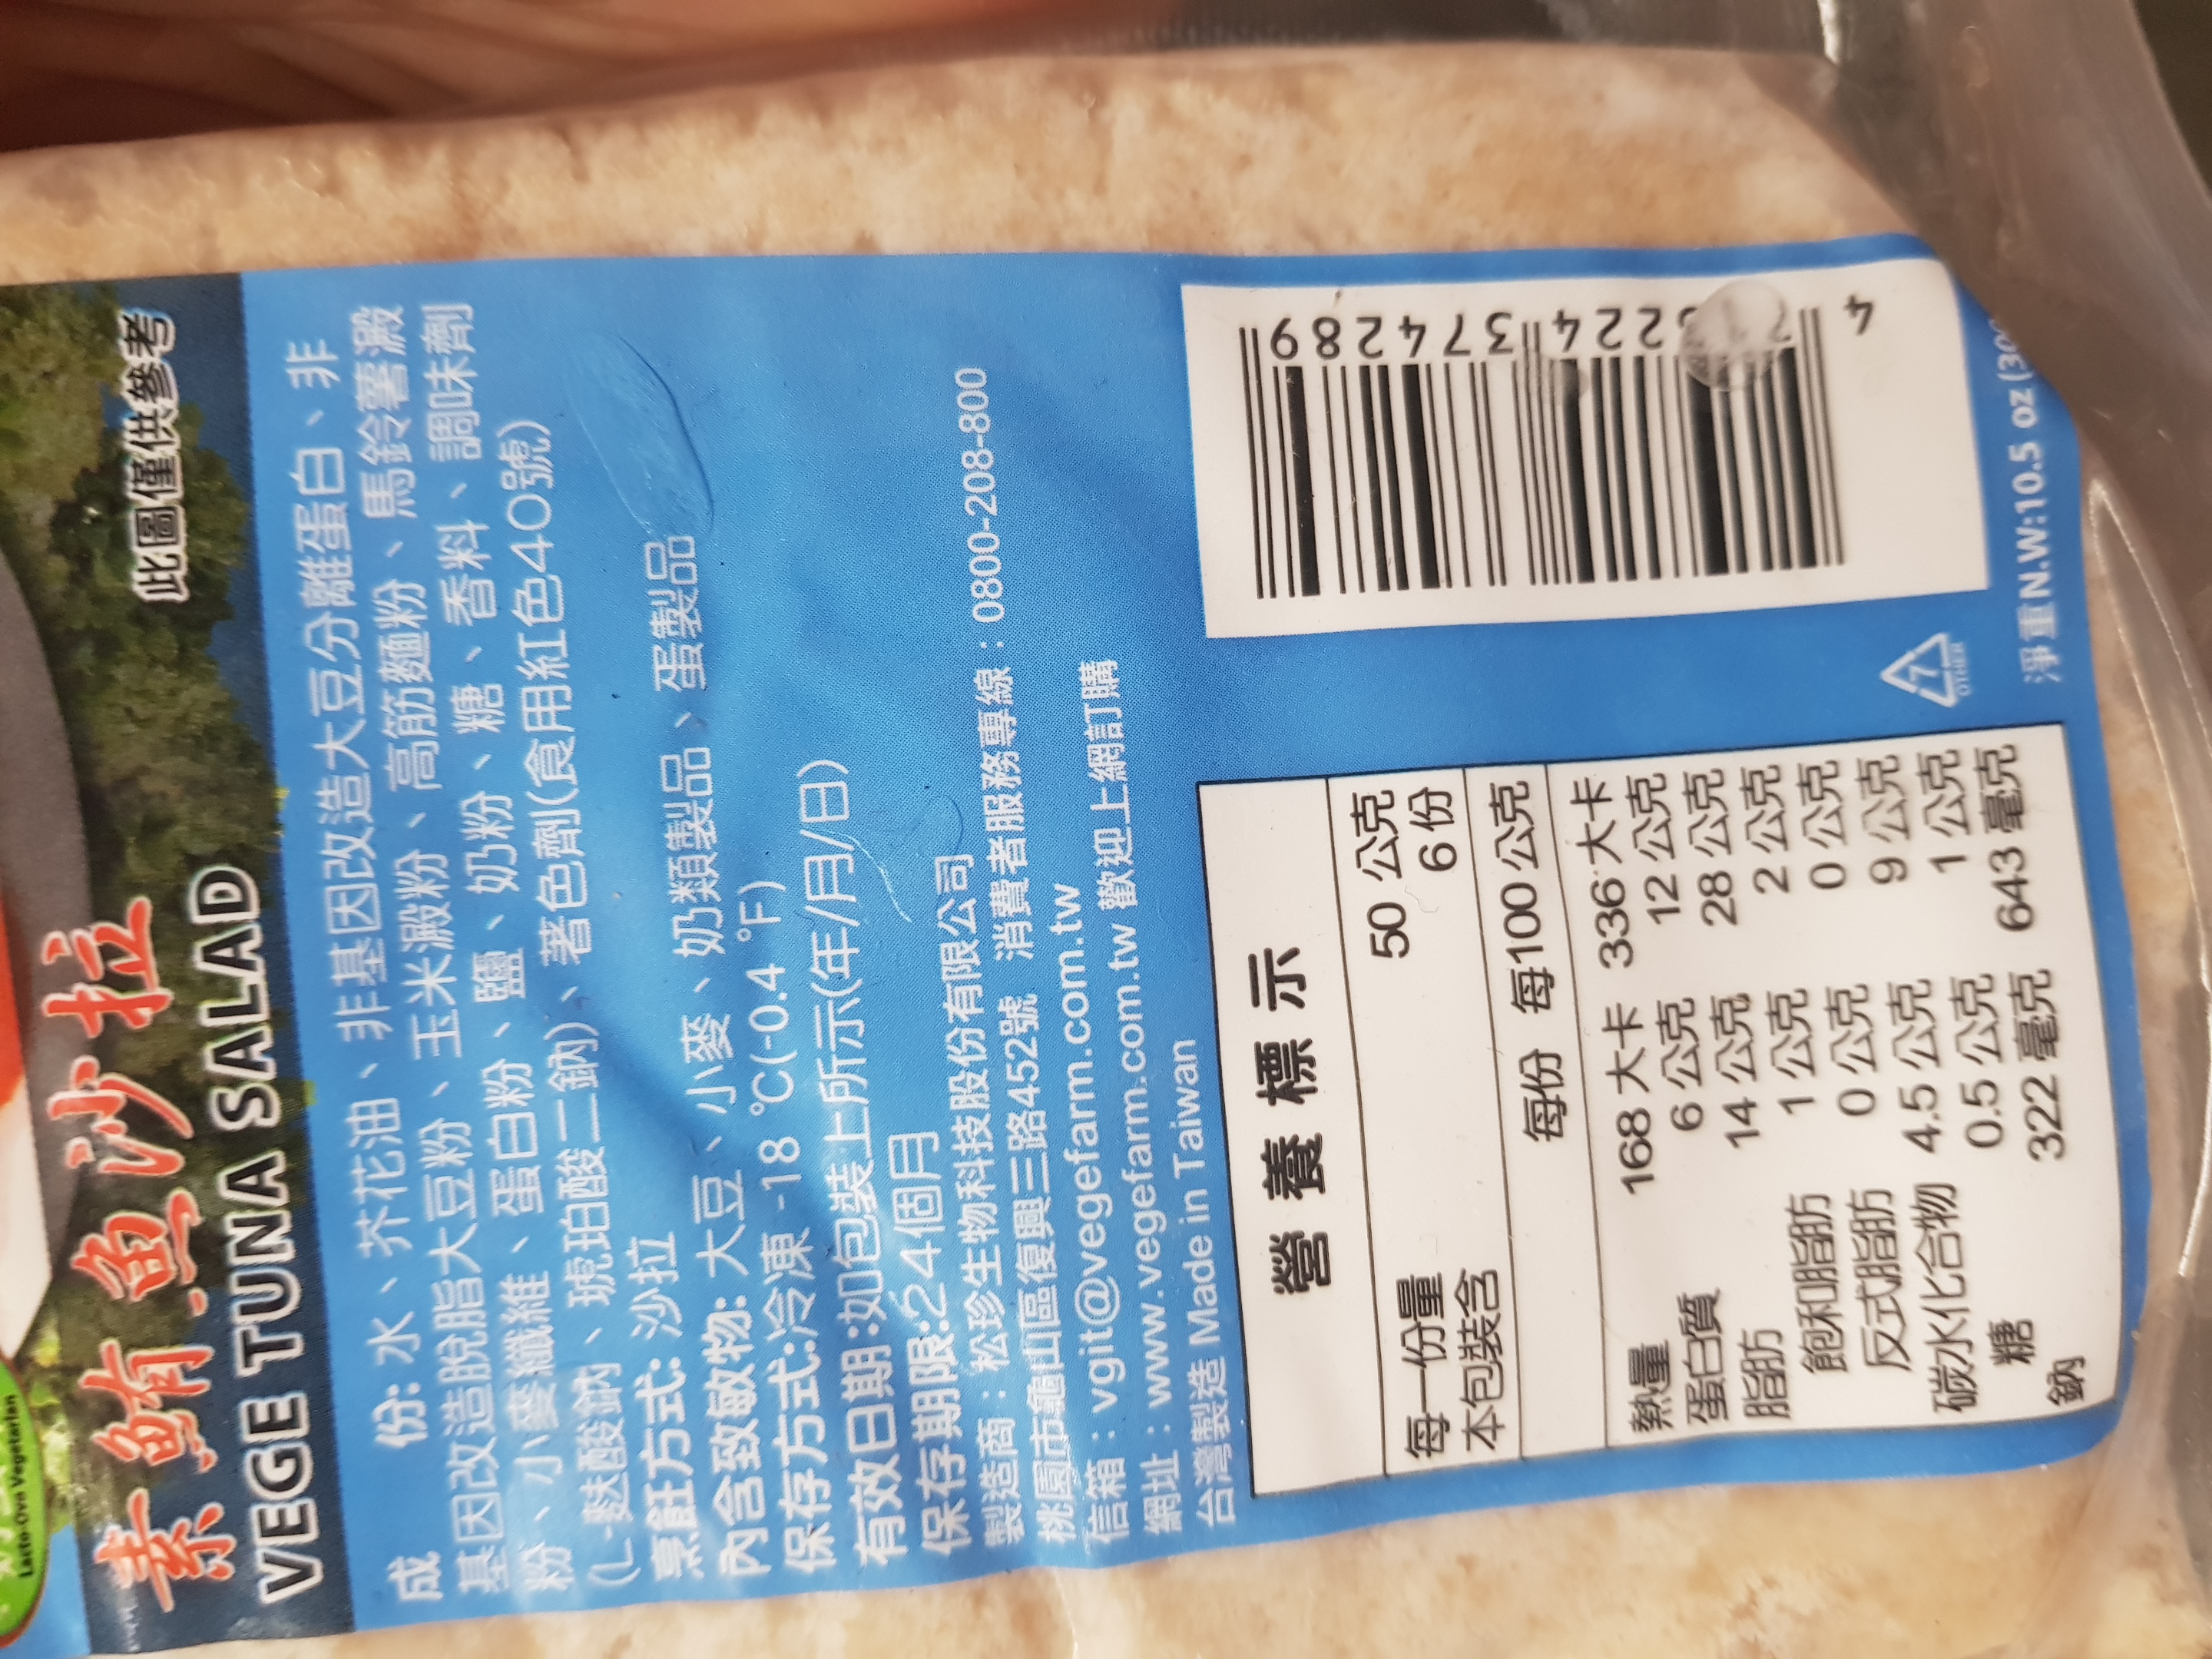 Lacto-Ovo Vegetarian
素鮪魚沙拉
VEGE TUNA SALAD
此圖僅供參考
成　份: 水、芥花油、非基因改造大豆分離蛋白、非
基因改造脫脂大豆粉、玉米澱粉、高筋麵粉、馬鈴薯澱
粉、小麥纖維、蛋白粉、鹽、奶粉、糖、香料、調味劑
(L-麩酸鈉、琥珀酸二鈉)、著色劑(食用紅色40號)
烹飪方式: 沙拉
內含致敏物: 大豆、小麥、奶類製品、蛋製品
保存方式:冷凍 -18 °C(-0.4 °F)
有效日期:如包裝上所示(年/月/日)
保存期限:24個月
製造商：松珍生物科技股份有限公司
桃園市龜山區復興三路452號　消費者服務專線：0800-208-800
信箱：vgit@vegefarm.com.tw
網址：www.vegefarm.com.tw 歡迎上網訂購
台灣製造 Made in Taiwan
營養標示
每一份量 50 公克
本包裝含 6 份
每份 每100 公克
熱量 168 大卡 336 大卡
蛋白質 6 公克 12 公克
脂肪 14 公克 28 公克
飽和脂肪 1 公克 2 公克
反式脂肪 0 公克 0 公克
碳水化合物 4.5 公克 9 公克
糖 0.5 公克 1 公克
鈉 322 毫克 643 毫克
374289
4
7
OTHER
淨重N.W:10.5 oz